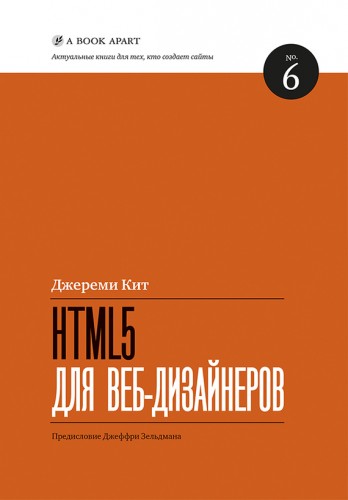 A BOOK APART
Актуальные книги для тех, кто создает сайты
No.
6
Джереми Кит
HTML5
ДЛЯ ВЕБ-ДИЗАЙНЕРОВ
Предисловие Джеффри Зельдмана